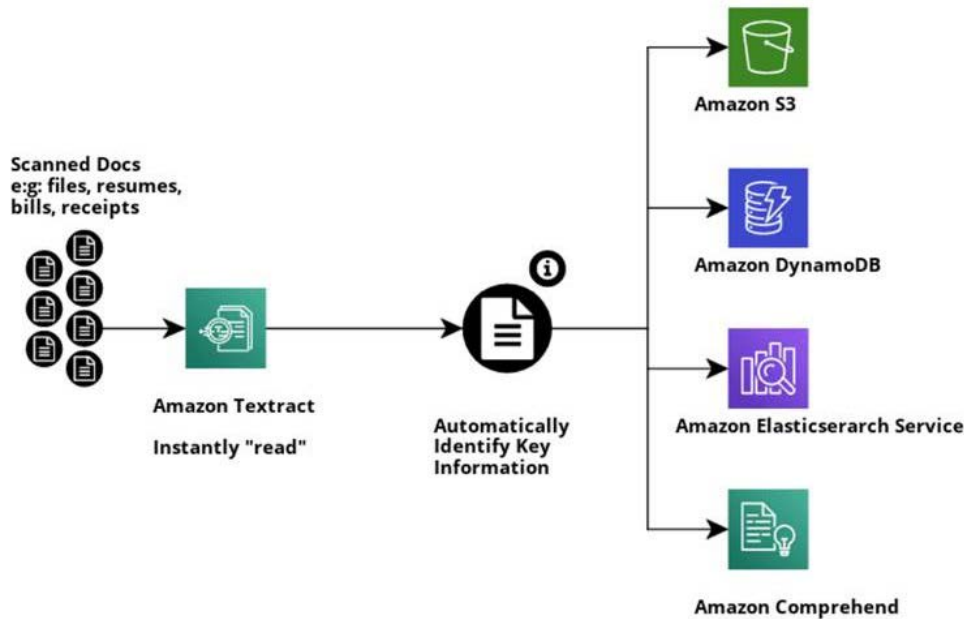 Scanned Docs
e:g: files, resumes,
bills, receipts
Amazon Textract
Instantly "read"
Automatically
Identify Key
Information
Amazon S3
Amazon DynamoDB
Amazon Elasticserarch Service
Amazon Comprehend